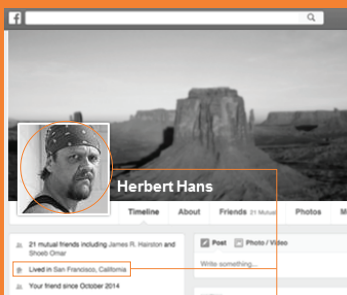 f
Herbert Hans
Timeline About Friends 21 Mutual Photos M
21 mutual friends including James R. Hairston and
Shoeb Omar
Lived in San Francisco, California
Your friend since October 2014
Post Photo / Video
Write something...